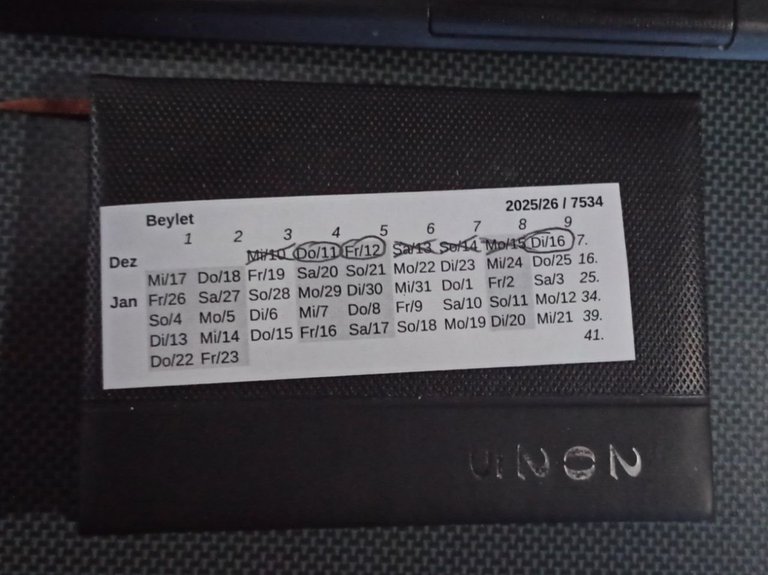 Beylet 2025/26 / 7534
1 2 3 4 5 6 7 8 9
Dez Mi/10 Do/11 Fr/12 Sa/13 So/14 Mo/15 Di/16 7.
Mi/17 Do/18 Fr/19 Sa/20 So/21 Mo/22 Di/23 Mi/24 Do/25 16.
Jan Fr/26 Sa/27 So/28 Mo/29 Di/30 Mi/31 Do/1 Fr/2 Sa/3 25.
So/4 Mo/5 Di/6 Mi/7 Do/8 Fr/9 Sa/10 So/11 Mo/12 34.
Di/13 Mi/14 Do/15 Fr/16 Sa/17 So/18 Mo/19 Di/20 Mi/21 39.
Do/22 Fr/23 41.
2025